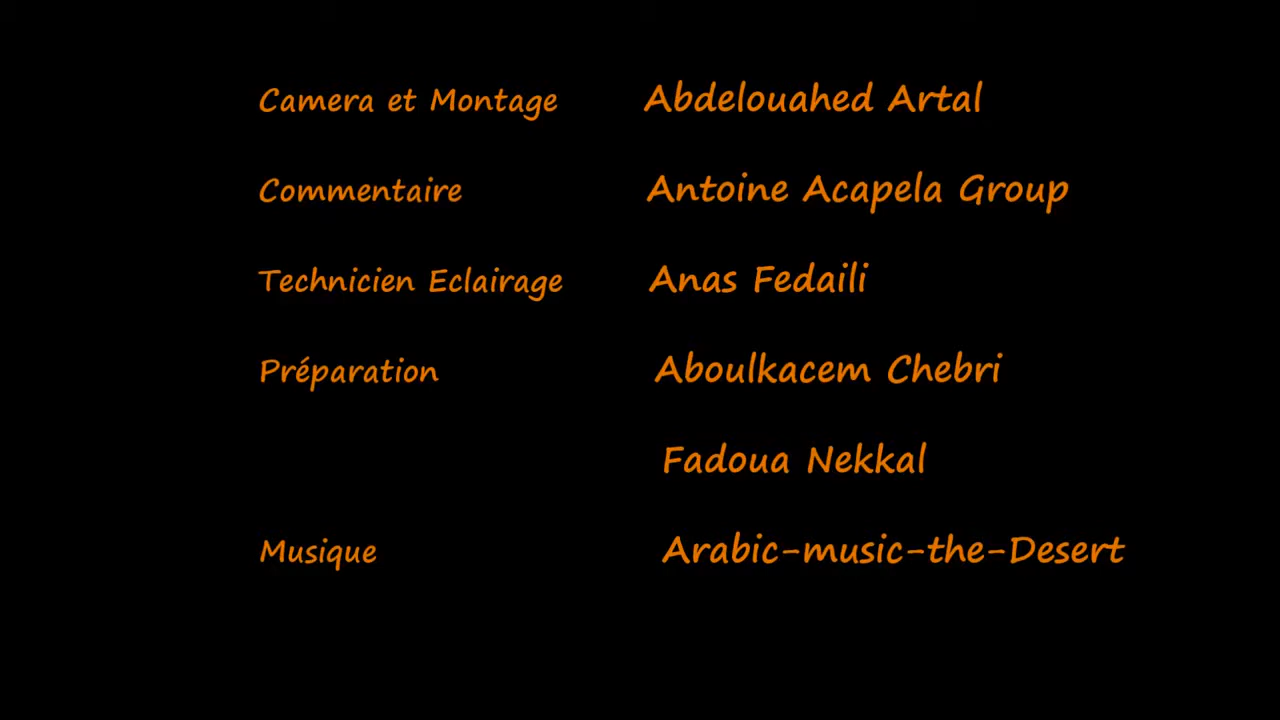 Camera et Montage Abdelouahed Artal
Commentaire Antoine Acapela Group
Technicien Eclairage Anas Fedaili
Préparation Aboulkacem Chebri
Fadoua Nekkal
Musique Arabic-music-the-Desert